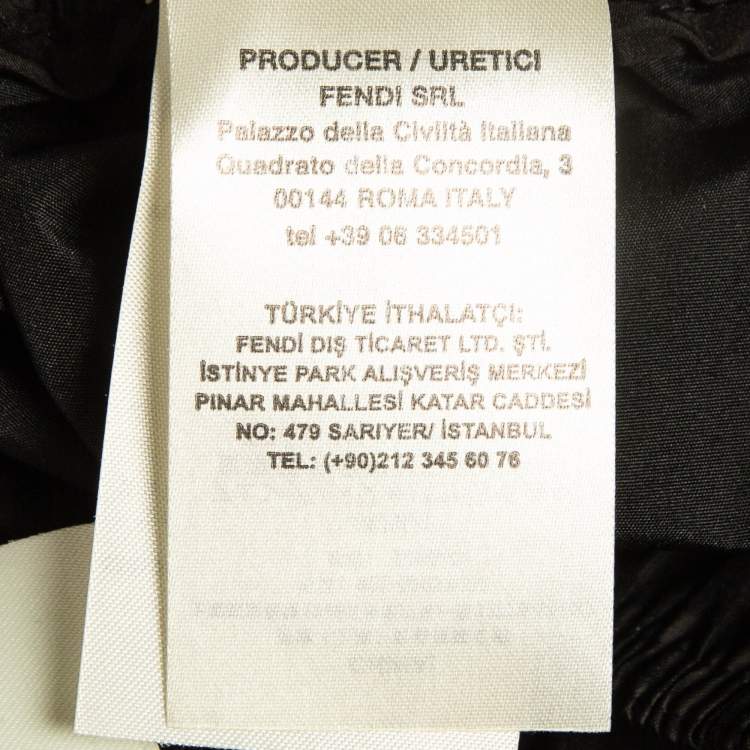 PRODUCER / URETICI
FENDİ SRL
Palazzo della Civiltà Italiana
Quadrato della Concordia, 3
00144 ROMA ITALY
tel +39 06 334501
TÜRKİYE İTHALATÇI:
FENDİ DIŞ TİCARET LTD. ŞTİ.
İSTİNYE PARK ALIŞVERİŞ MERKEZİ
PINAR MAHALLESİ KATAR CADDESİ
NO: 479 SARIYER/ İSTANBUL
TEL: (+90)212 345 60 76